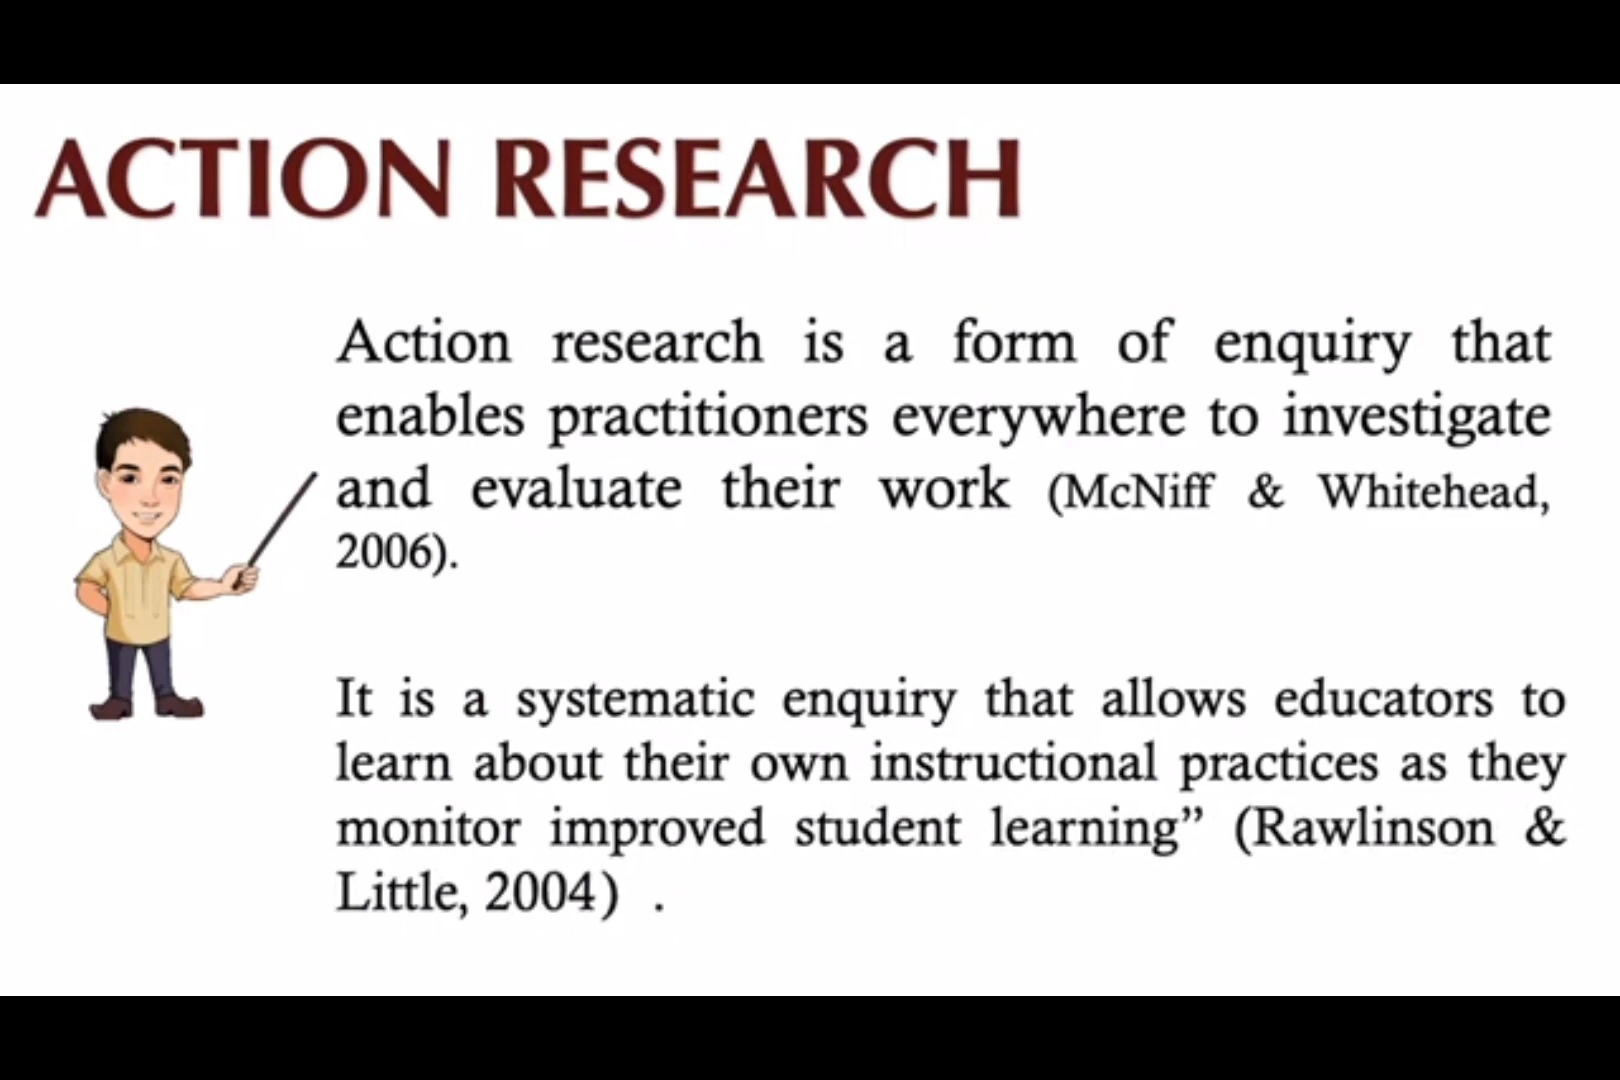 ACTION RESEARCH
Action research is a form of enquiry that
enables practitioners everywhere to investigate
and evaluate their work (McNiff & Whitehead,
2006).
It is a systematic enquiry that allows educators to
learn about their own instructional practices as they
monitor improved student learning” (Rawlinson &
Little, 2004) .